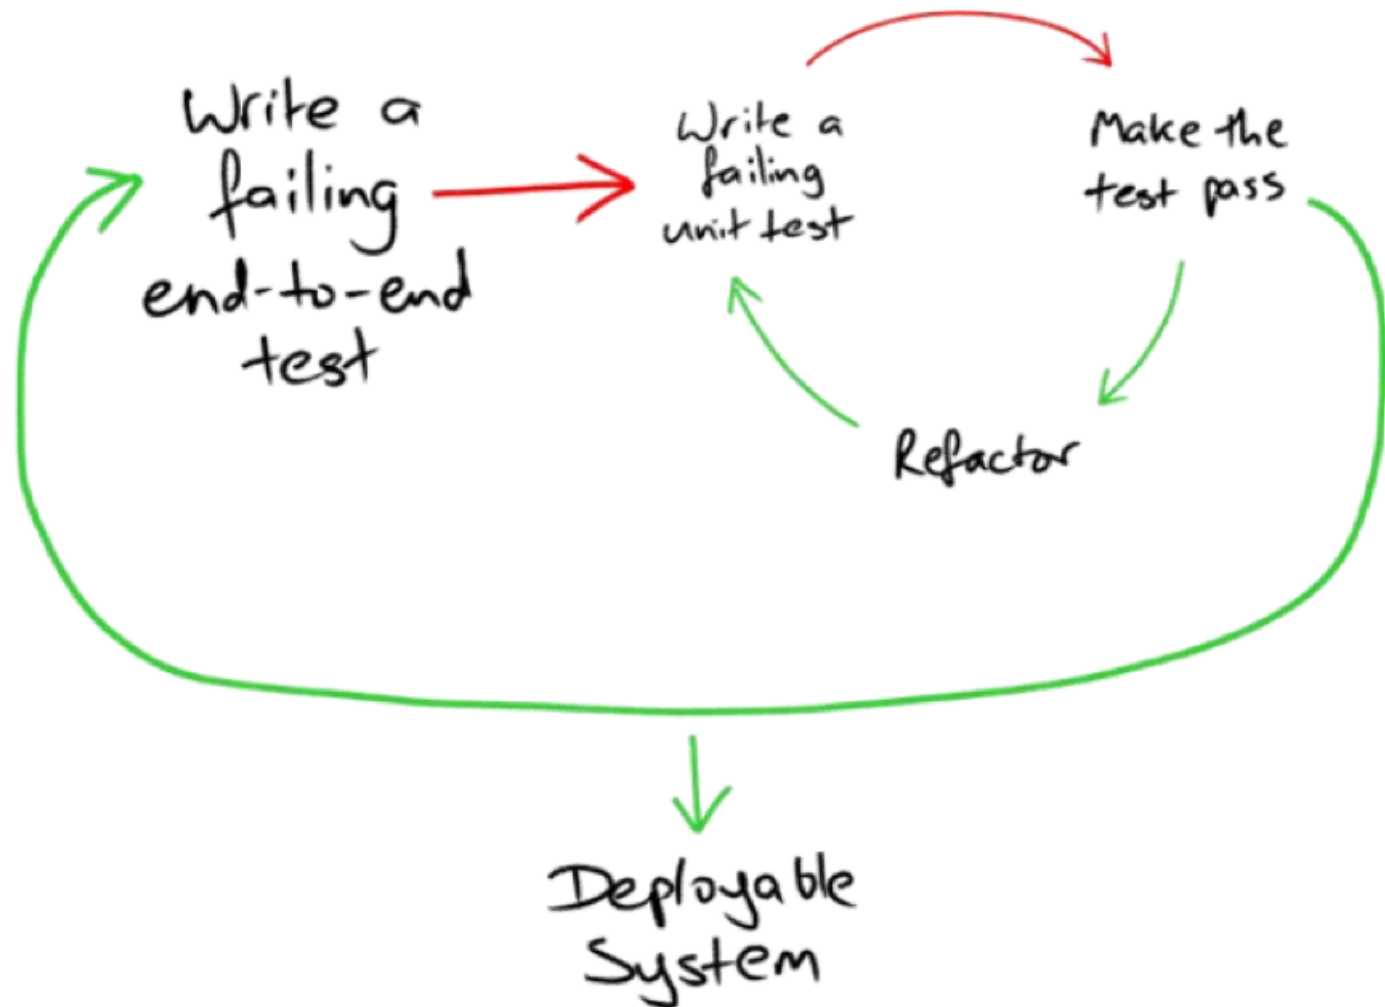 Write a
failing
end-to-end
test
Write a
failing
unit test
Make the
test pass
Refactor
Deployable
System